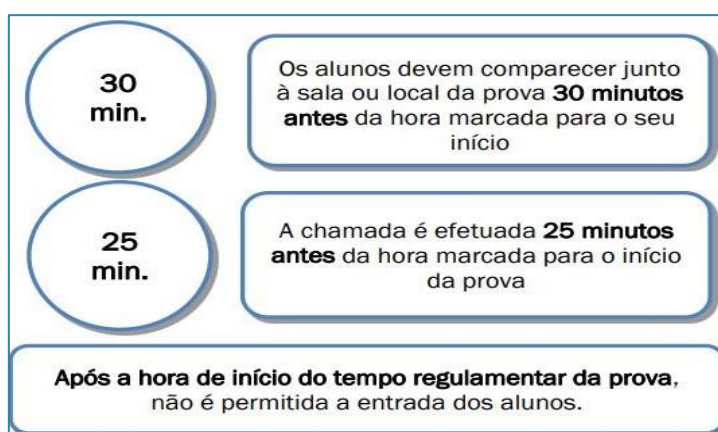 30
min.
Os alunos devem comparecer junto
à sala ou local da prova 30 minutos
antes da hora marcada para o seu
início
25
min.
A chamada é efetuada 25 minutos
antes da hora marcada para o início
da prova
Após a hora de início do tempo regulamentar da prova,
não é permitida a entrada dos alunos.